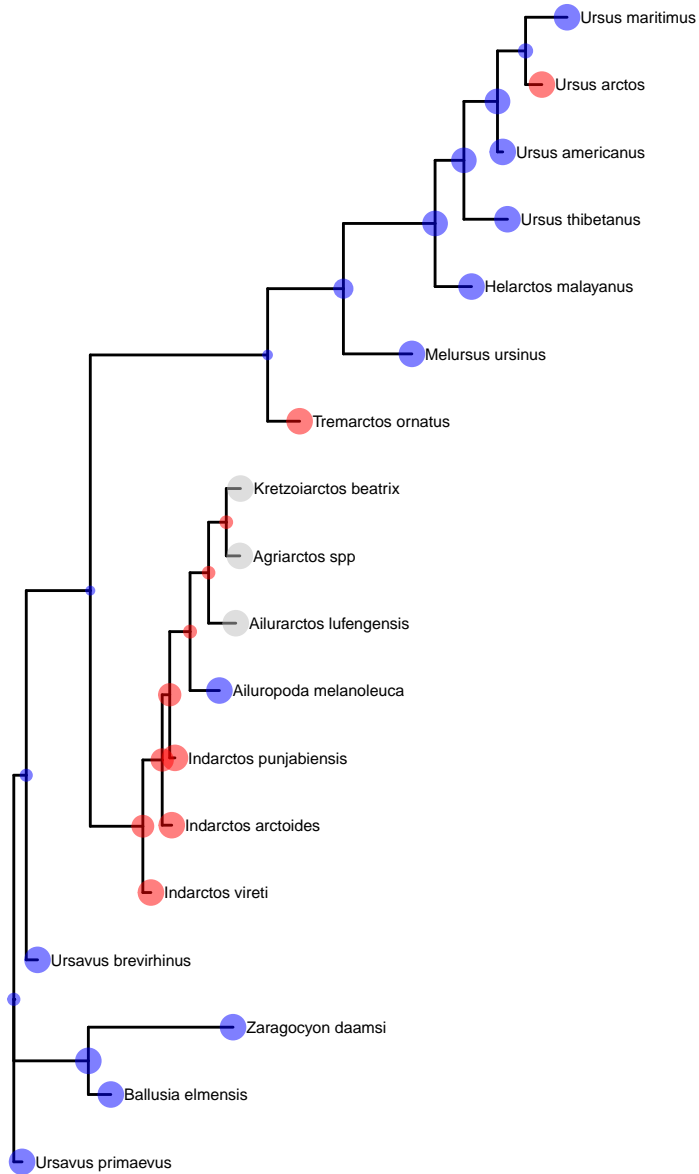 Ursus maritimus
Ursus arctos
Ursus americanus
Ursus thibetanus
Helarctos malayanus
Melursus ursinus
Tremarctos ornatus
Kretzoiarctos beatrix
Agriarctos spp
Ailurarctos lufengensis
Ailuropoda melanoleuca
Indarctos punjabiensis
Indarctos arctoides
Indarctos vireti
Ursavus brevirhinus
Zaragocyon daamsi
Ballusia elmensis
Ursavus primaevus